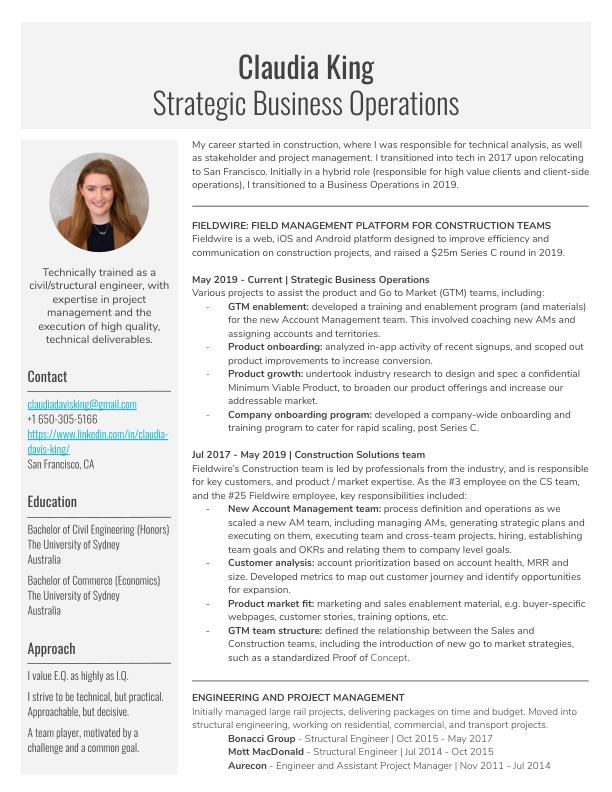 Claudia King
Strategic Business Operations
Technically trained as a
civil/structural engineer, with
expertise in project
management and the
execution of high quality,
technical deliverables.
Contact
claudiadavisking@gmail.com
+1 650-305-5166
https://www.linkedin.com/in/claudia-
davis-king/
San Francisco, CA
Education
Bachelor of Civil Engineering (Honors)
The University of Sydney
Australia
Bachelor of Commerce (Economics)
The University of Sydney
Australia
Approach
I value E.Q. as highly as I.Q.
I strive to be technical, but practical.
Approachable, but decisive.
A team player, motivated by a
challenge and a common goal.
My career started in construction, where I was responsible for technical analysis, as well
as stakeholder and project management. I transitioned into tech in 2017 upon relocating
to San Francisco. Initially in a hybrid role (responsible for high value clients and client-side
operations), I transitioned to a Business Operations in 2019.
FIELDWIRE: FIELD MANAGEMENT PLATFORM FOR CONSTRUCTION TEAMS
Fieldwire is a web, iOS and Android platform designed to improve efficiency and
communication on construction projects, and raised a $25m Series C round in 2019.
May 2019 - Current | Strategic Business Operations
Various projects to assist the product and Go to Market (GTM) teams, including:
- GTM enablement: developed a training and enablement program (and materials)
for the new Account Management team. This involved coaching new AMs and
assigning accounts and territories.
- Product onboarding: analyzed in-app activity of recent signups, and scoped out
product improvements to increase conversion.
- Product growth: undertook industry research to design and spec a confidential
Minimum Viable Product, to broaden our product offerings and increase our
addressable market.
- Company onboarding program: developed a company-wide onboarding and
training program to cater for rapid scaling, post Series C.
Jul 2017 - May 2019 | Construction Solutions team
Fieldwire's Construction team is led by professionals from the industry, and is responsible
for key customers, and product / market expertise. As the #3 employee on the CS team,
and the #25 Fieldwire employee, key responsibilities included:
- New Account Management team: process definition and operations as we
scaled a new AM team, including managing AMs, generating strategic plans and
executing on them, executing team and cross-team projects, hiring, establishing
team goals and OKRs and relating them to company level goals.
- Customer analysis: account prioritization based on account health, MRR and
size. Developed metrics to map out customer journey and identify opportunities
for expansion.
- Product market fit: marketing and sales enablement material, e.g. buyer-specific
webpages, customer stories, training options, etc.
- GTM team structure: defined the relationship between the Sales and
Construction teams, including the introduction of new go to market strategies,
such as a standardized Proof of Concept.
ENGINEERING AND PROJECT MANAGEMENT
Initially managed large rail projects, delivering packages on time and budget. Moved into
structural engineering, working on residential, commercial, and transport projects.
Bonacci Group - Structural Engineer | Oct 2015 - May 2017
Mott MacDonald - Structural Engineer | Jul 2014 - Oct 2015
Aurecon - Engineer and Assistant Project Manager | Nov 2011 - Jul 2014